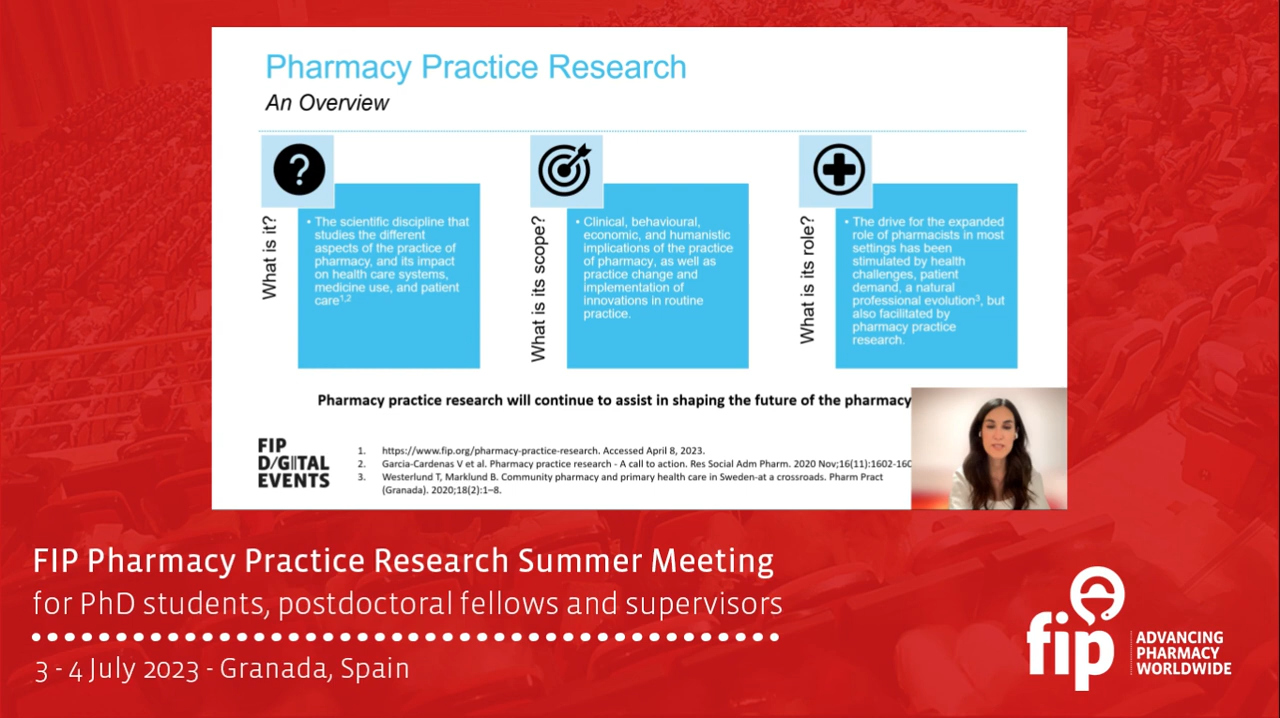 Pharmacy Practice Research
An Overview
What is it?
• The scientific discipline that
studies the different
aspects of the practice of
pharmacy, and its impact
on health care systems,
medicine use, and patient
care1,2
What is its scope?
• Clinical, behavioural,
economic, and humanistic
implications of the practice
of pharmacy, as well as
practice change and
implementation of
innovations in routine
practice.
What is its role?
• The drive for the expanded
role of pharmacists in most
settings has been
stimulated by health
challenges, patient
demand, a natural
professional evolution3, but
also facilitated by
pharmacy practice
research.
Pharmacy practice research will continue to assist in shaping the future of the pharmacy
FIP
DIGITAL
EVENTS
1. https://www.fip.org/pharmacy-practice-research. Accessed April 8, 2023.
2. Garcia-Cardenas V et al. Pharmacy practice research - A call to action. Res Social Adm Pharm. 2020 Nov;16(11):1602-160
3. Westerlund T, Marklund B. Community pharmacy and primary health care in Sweden-at a crossroads. Pharm Pract
(Granada). 2020;18(2):1–8.
FIP Pharmacy Practice Research Summer Meeting
for PhD students, postdoctoral fellows and supervisors
3 - 4 July 2023 - Granada, Spain
fip
ADVANCING
PHARMACY
WORLDWIDE